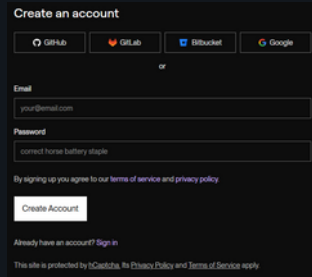 Create an account
GitHub
GitLab
Bitbucket
Google
or
Email
your@email.com
Password
correct horse battery staple
By signing up you agree to our terms of service and privacy policy.
Create Account
Already have an account? Sign in
This site is protected by hCaptcha. Its Privacy Policy and Terms of Service apply.